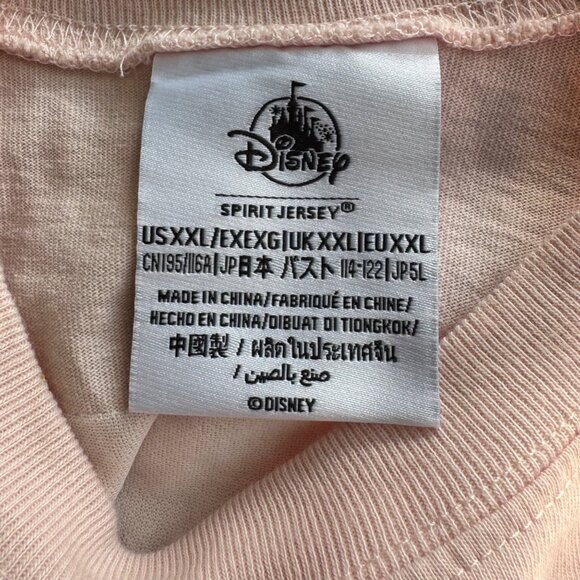 DISNEY
SPIRIT JERSEY®
US XXL/EXEXG|UK XXL|EU XXL
CN195/116A|JP日本 バスト 114-122|JP5L
MADE IN CHINA/FABRIQUÉ EN CHINE/
HECHO EN CHINA/DIBUAT DI TIONGKOK/
中國製/ผลิตในประเทศจีน
/صنع بالصين
©DISNEY